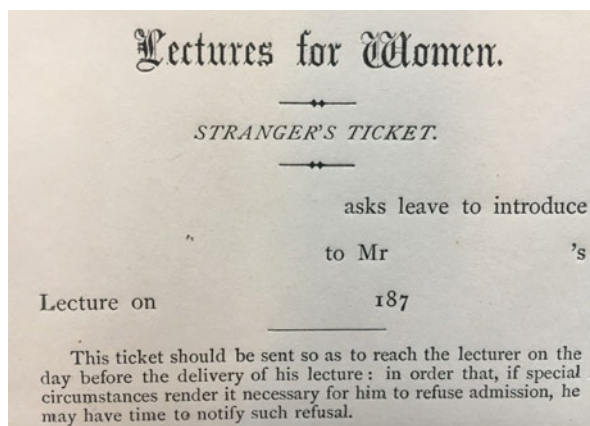 Lectures for Women.
STRANGER'S TICKET.
asks leave to introduce
to Mr 's
Lecture on 187
This ticket should be sent so as to reach the lecturer on the
day before the delivery of his lecture : in order that, if special
circumstances render it necessary for him to refuse admission, he
may have time to notify such refusal.